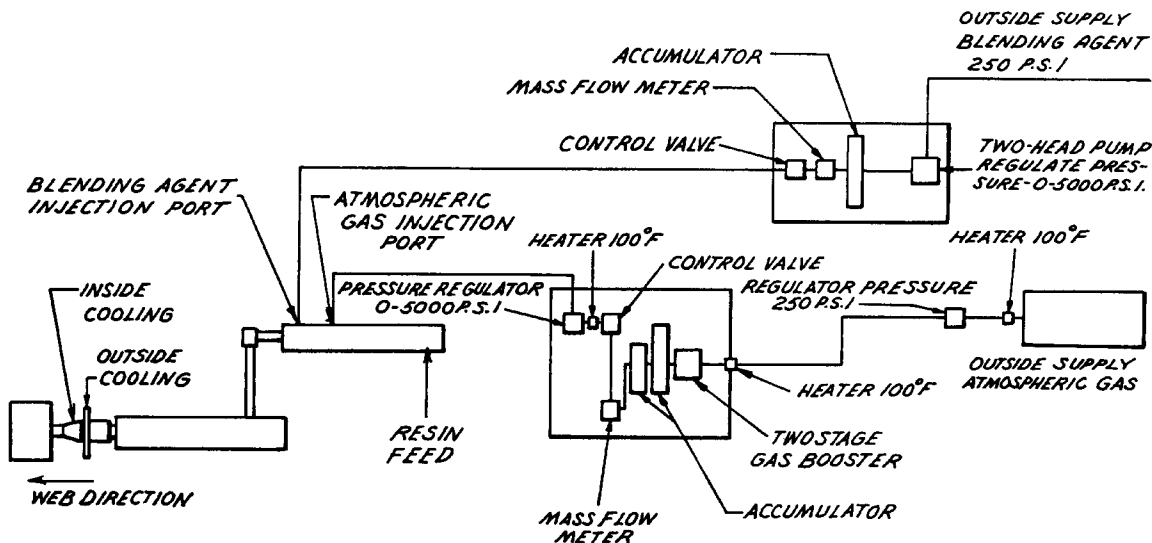 OUTSIDE SUPPLY
BLENDING AGENT
250 P.S.I
ACCUMULATOR
MASS FLOW METER
CONTROL VALVE
TWO-HEAD PUMP
REGULATE PRES-
SURE-0-5000 P.S.I.
BLENDING AGENT
INJECTION PORT
ATMOSPHERIC
GAS INJECTION
PORT
HEATER 100°F
CONTROL VALVE
HEATER 100°F
PRESSURE REGULATOR
0-5000 P.S.I
REGULATOR PRESSURE
250 P.S.I
INSIDE
COOLING
OUTSIDE
COOLING
OUTSIDE SUPPLY
ATMOSPHERIC GAS
HEATER 100°F
RESIN
FEED
TWO STAGE
GAS BOOSTER
WEB DIRECTION
MASS FLOW
METER
ACCUMULATOR